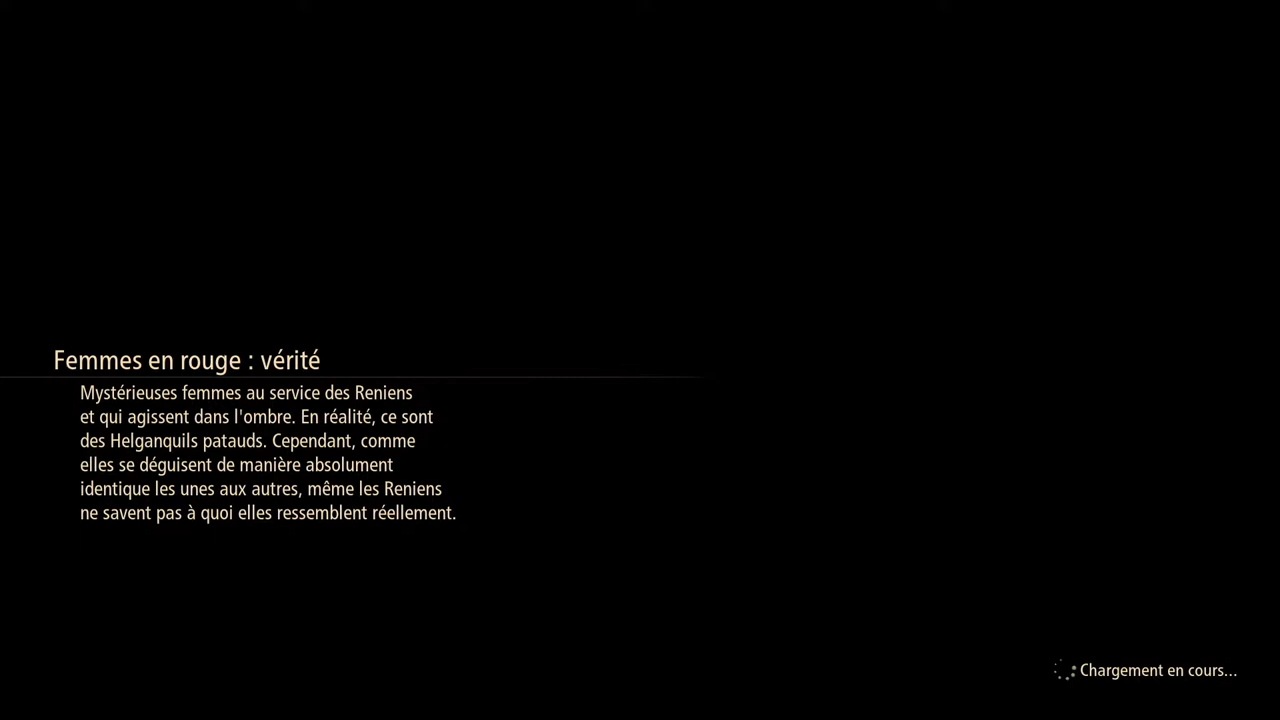 Femmes en rouge : vérité
Mystérieuses femmes au service des Reniens
et qui agissent dans l'ombre. En réalité, ce sont
des Helganquils patauds. Cependant, comme
elles se déguisent de manière absolument
identique les unes aux autres, même les Reniens
ne savent pas à quoi elles ressemblent réellement.
Chargement en cours...